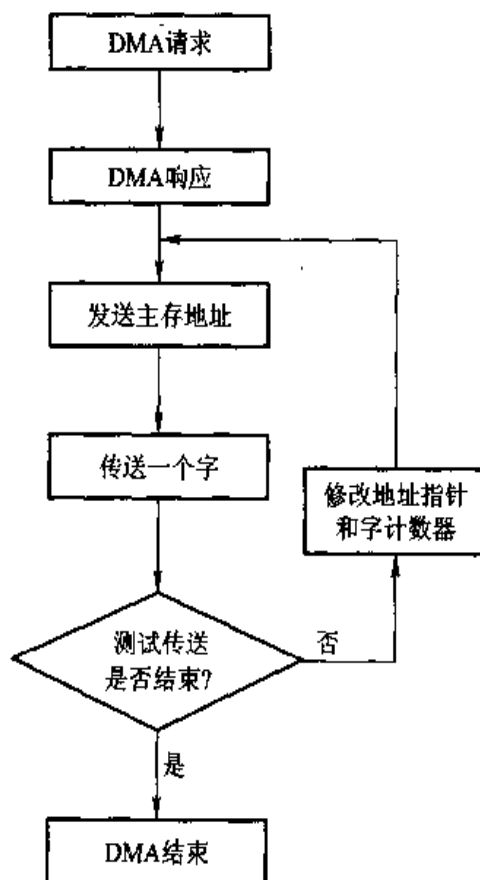 DMA请求
DMA响应
发送主存地址
传送一个字
修改地址指针
和字计数器
测试传送
是否结束?
否
是
DMA结束